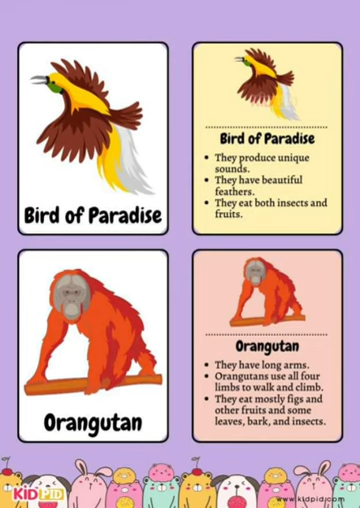 Bird of Paradise
Bird of Paradise
• They produce unique
sounds.
• They have beautiful
feathers.
• They eat both insects and
fruits.
Orangutan
Orangutan
• They have long arms.
• Orangutans use all four
limbs to walk and climb.
• They eat mostly figs and
other fruits and some
leaves, bark, and insects.
KIDPID
www.kidpid.com